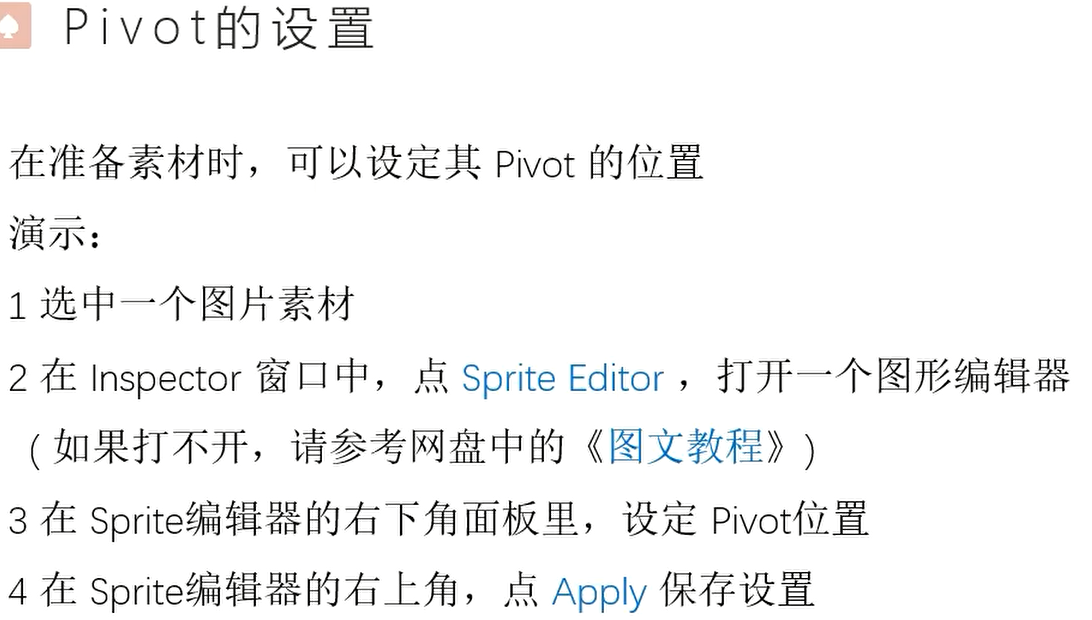 Pivot的设置
在准备素材时，可以设定其 Pivot 的位置
演示：
1 选中一个图片素材
2 在 Inspector 窗口中，点 Sprite Editor ，打开一个图形编辑器
( 如果打不开，请参考网盘中的《图文教程》)
3 在 Sprite编辑器的右下角面板里，设定 Pivot位置
4 在 Sprite编辑器的右上角，点 Apply 保存设置